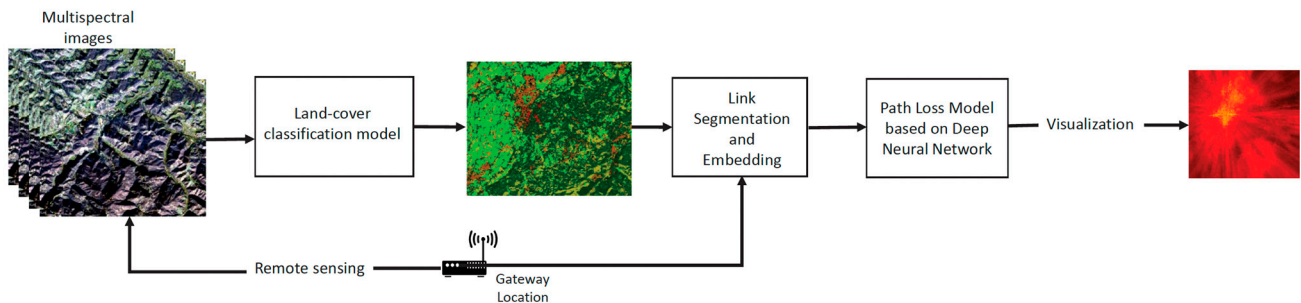 Multispectral
images
Land-cover
classification model
Link
Segmentation
and
Embedding
Path Loss Model
based on Deep
Neural Network
Visualization
Remote sensing
Gateway
Location